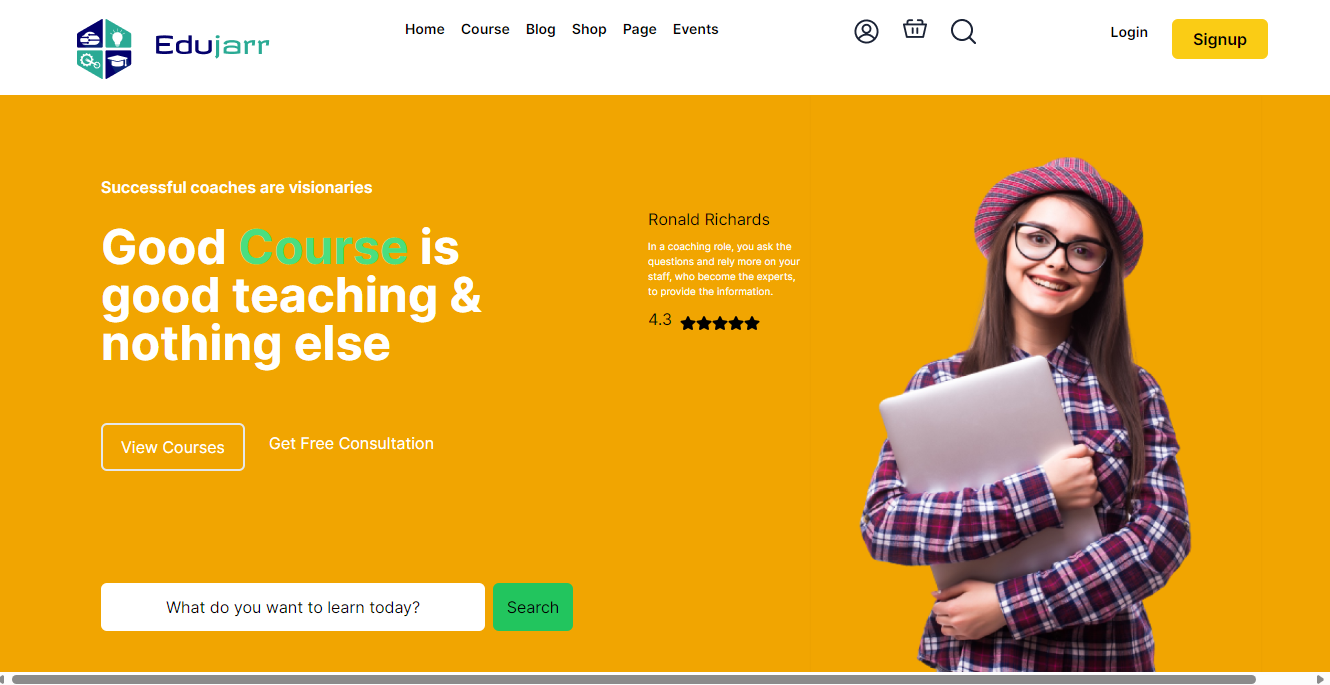 Edujarr
Home Course Blog Shop Page Events
Login
Signup
Successful coaches are visionaries
Good Course is
good teaching &
nothing else
View Courses
Get Free Consultation
Ronald Richards
In a coaching role, you ask the
questions and rely more on your
staff, who become the experts,
to provide the information.
4.3
What do you want to learn today?
Search